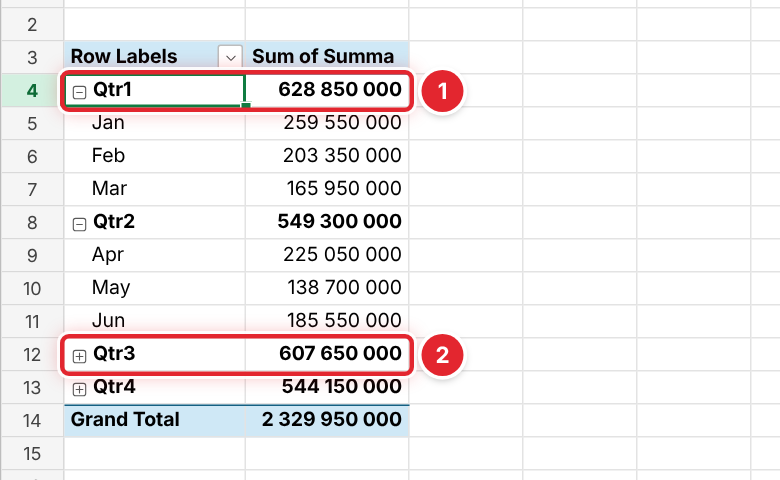 2
3 Row Labels Sum of Summa
4 Qtr1 628 850 000 1
5 Jan 259 550 000
6 Feb 203 350 000
7 Mar 165 950 000
8 Qtr2 549 300 000
9 Apr 225 050 000
10 May 138 700 000
11 Jun 185 550 000
12 Qtr3 607 650 000 2
13 Qtr4 544 150 000
14 Grand Total 2 329 950 000
15